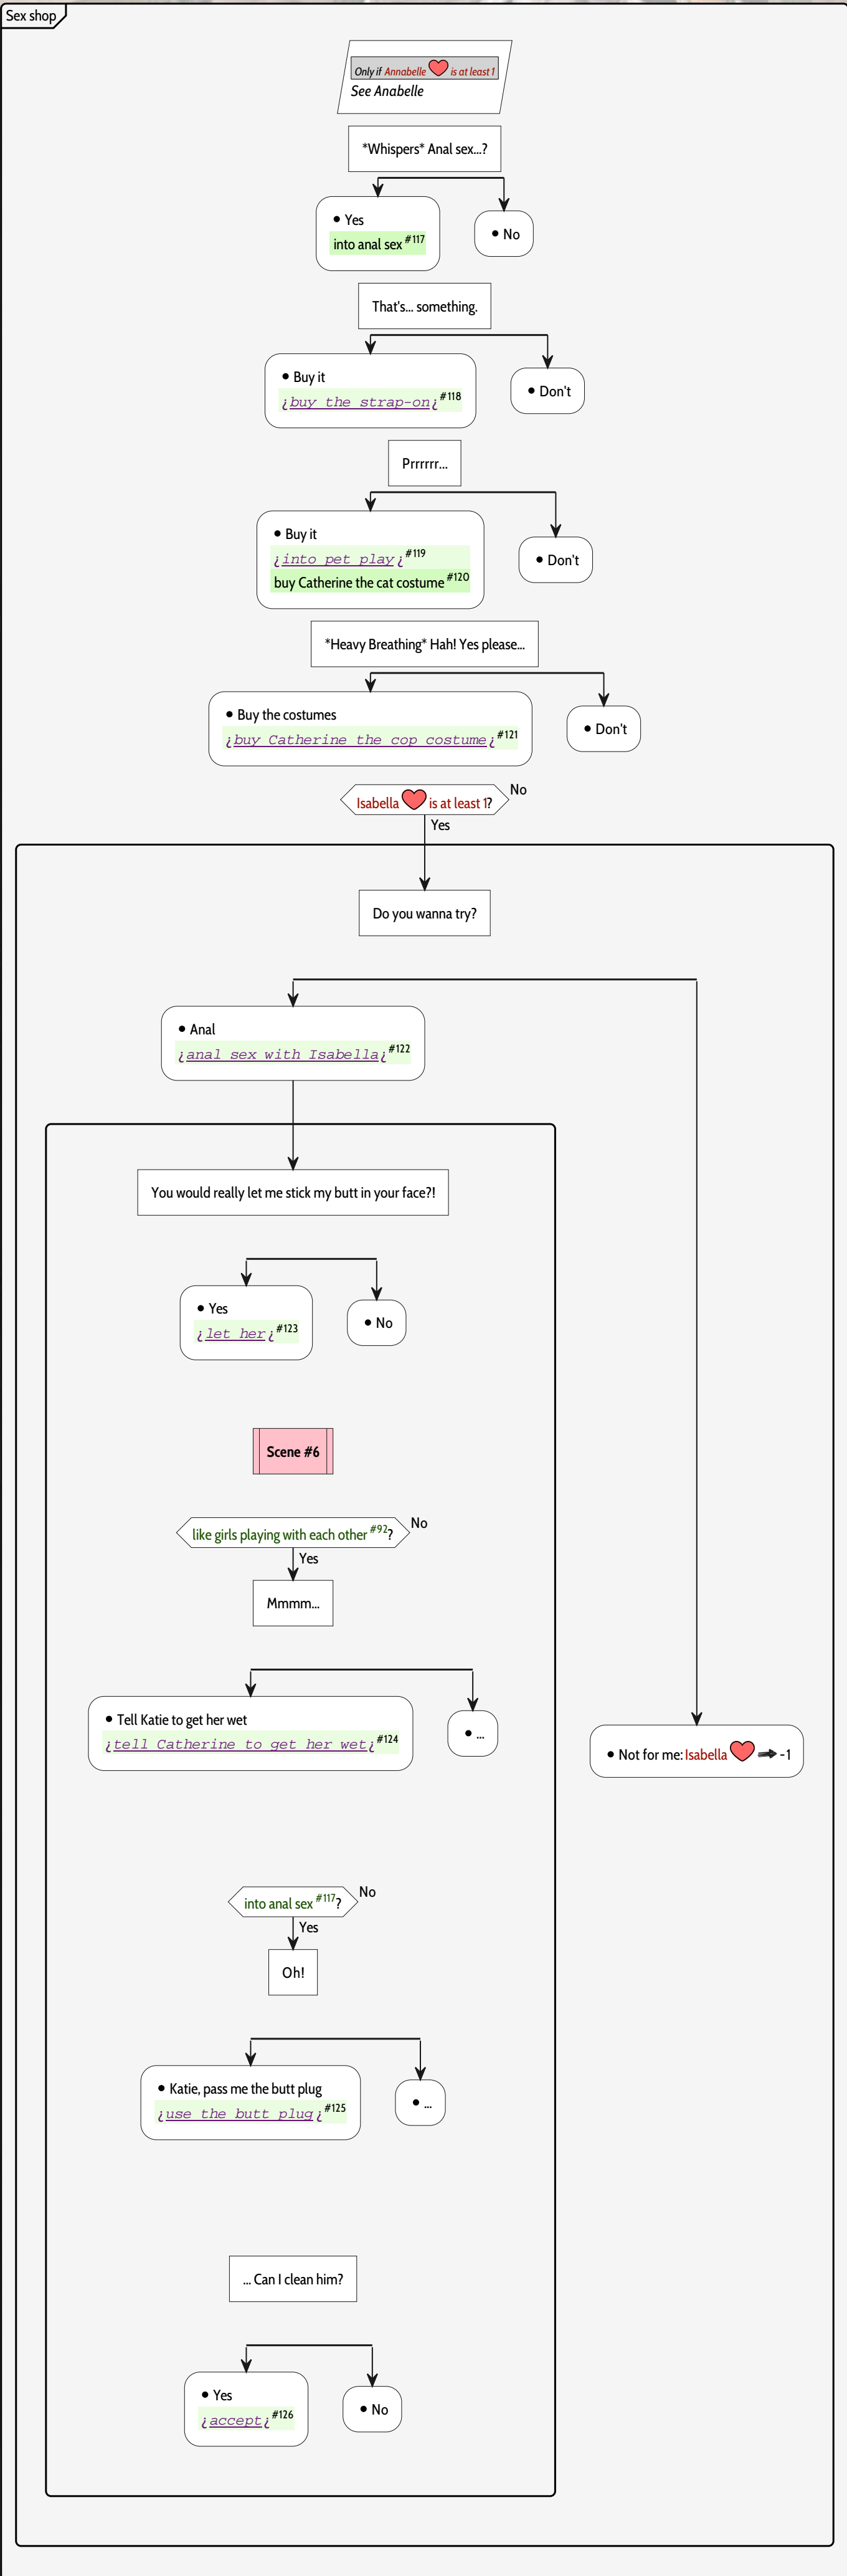 Sex shop
Only if Annabelle ❤ is at least 1
See Anabelle
*Whispers* Anal sex...?
• Yes
into anal sex #117
• No
That's... something.
• Buy it
¿buy the strap-on¿ #118
• Don't
Prrrrrr...
• Buy it
¿into pet play¿ #119
buy Catherine the cat costume #120
• Don't
*Heavy Breathing* Hah! Yes please...
• Buy the costumes
¿buy Catherine the cop costume¿ #121
• Don't
Isabella ❤ is at least 1?
No
Yes
Do you wanna try?
• Anal
¿anal sex with Isabella¿ #122
You would really let me stick my butt in your face?!
• Yes
¿let her¿ #123
• No
Scene #6
like girls playing with each other #92?
No
Yes
Mmmm...
• Tell Katie to get her wet
¿tell Catherine to get her wet¿ #124
• ...
• Not for me: Isabella ❤ ➡ -1
into anal sex #117?
No
Yes
Oh!
• Katie, pass me the butt plug
¿use the butt plug¿ #125
• ...
... Can I clean him?
• Yes
¿accept¿ #126
• No